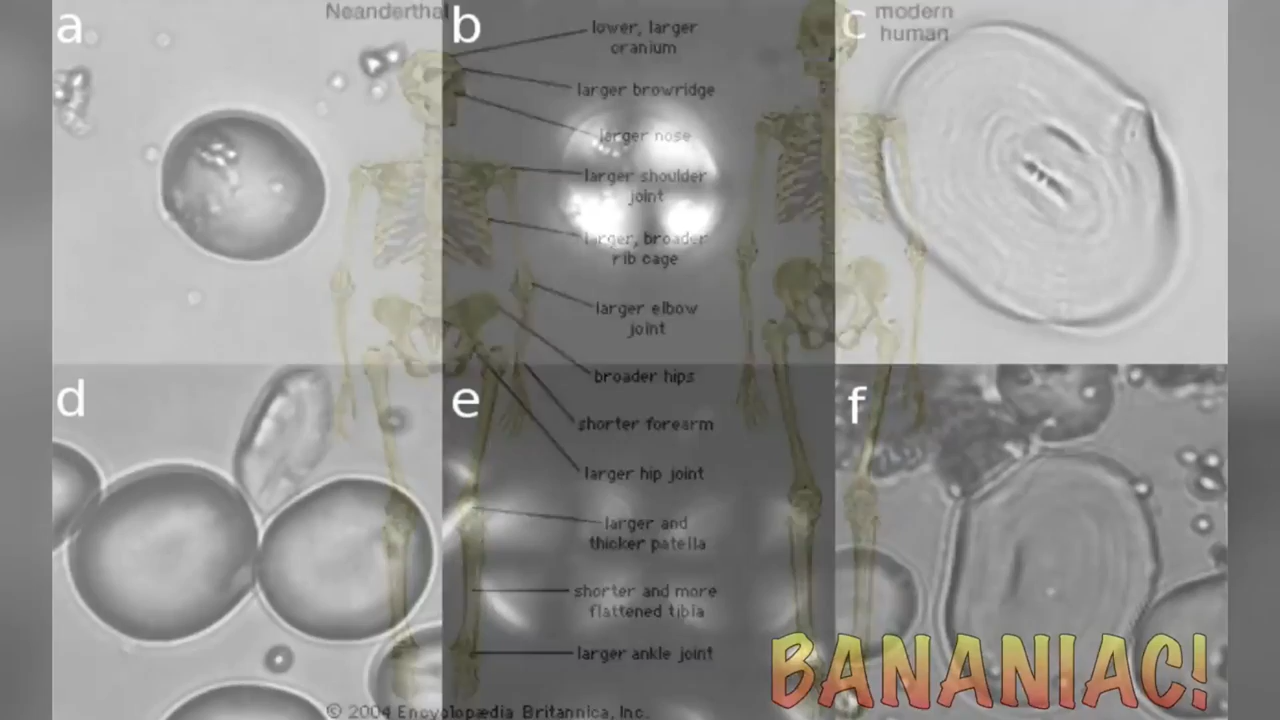 a
Neanderthal
b
c
modern
human
lower, larger
cranium
larger browridge
larger nose
larger shoulder
joint
larger, broader
rib cage
larger elbow
joint
broader hips
d
e
f
shorter forearm
larger hip joint
larger and
thicker patella
shorter and more
flattened tibia
larger ankle joint
BANANIAC!
© 2004 Encyclopædia Britannica, Inc.